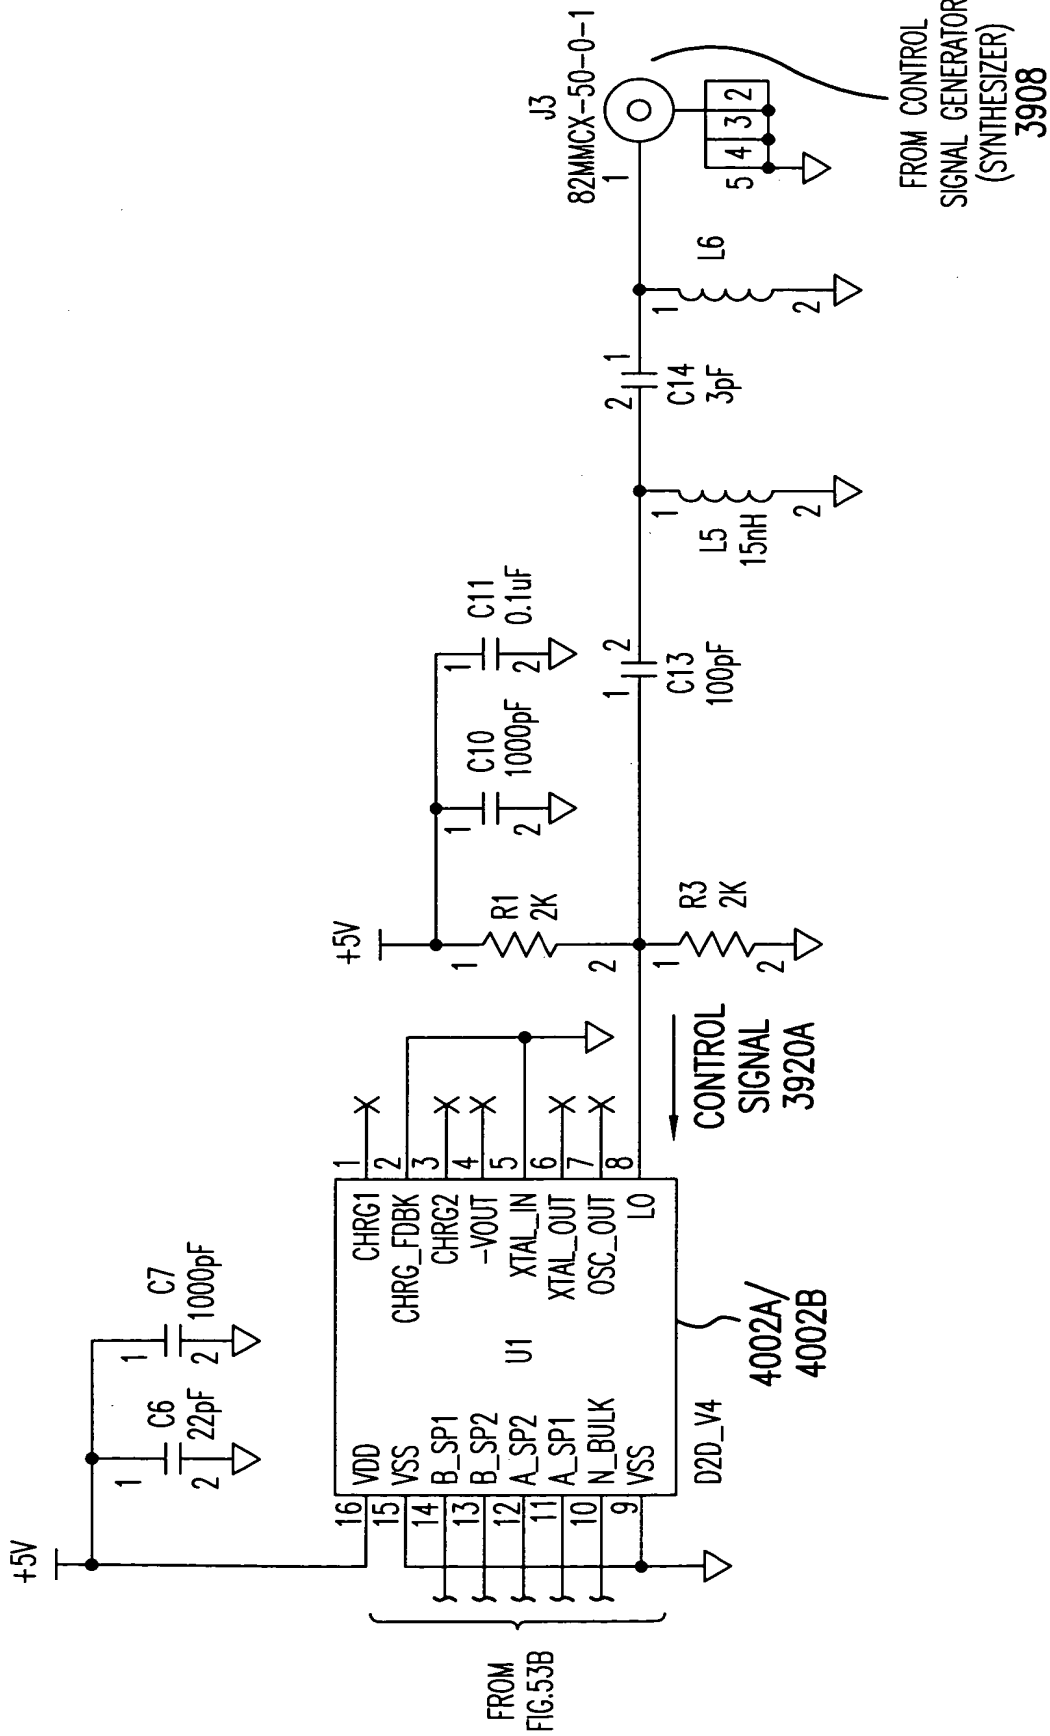 +5V
C6
22pF
1
2
C7
1000pF
1
2
FROM
FIG.53B
16
15
14
13
12
11
10
9
VDD
VSS
B_SP1
B_SP2
A_SP2
A_SP1
N_BULK
VSS
U1
D2D_V4
CHRG1
CHRG_FDBK
CHRG2
-VOUT
XTAL_IN
XTAL_OUT
OSC_OUT
LO
1
2
3
4
5
6
7
8
4002A/
4002B
CONTROL
SIGNAL
3920A
+5V
1
R1
2K
2
1
R3
2K
2
1
C10
1000pF
2
1
C11
0.1uF
2
1
2
C13
100pF
1
L5
15nH
2
2
1
C14
3pF
1
L6
2
J3
82MMCX-50-0-1
1
5
4
3
2
FROM CONTROL
SIGNAL GENERATOR
(SYNTHESIZER)
3908